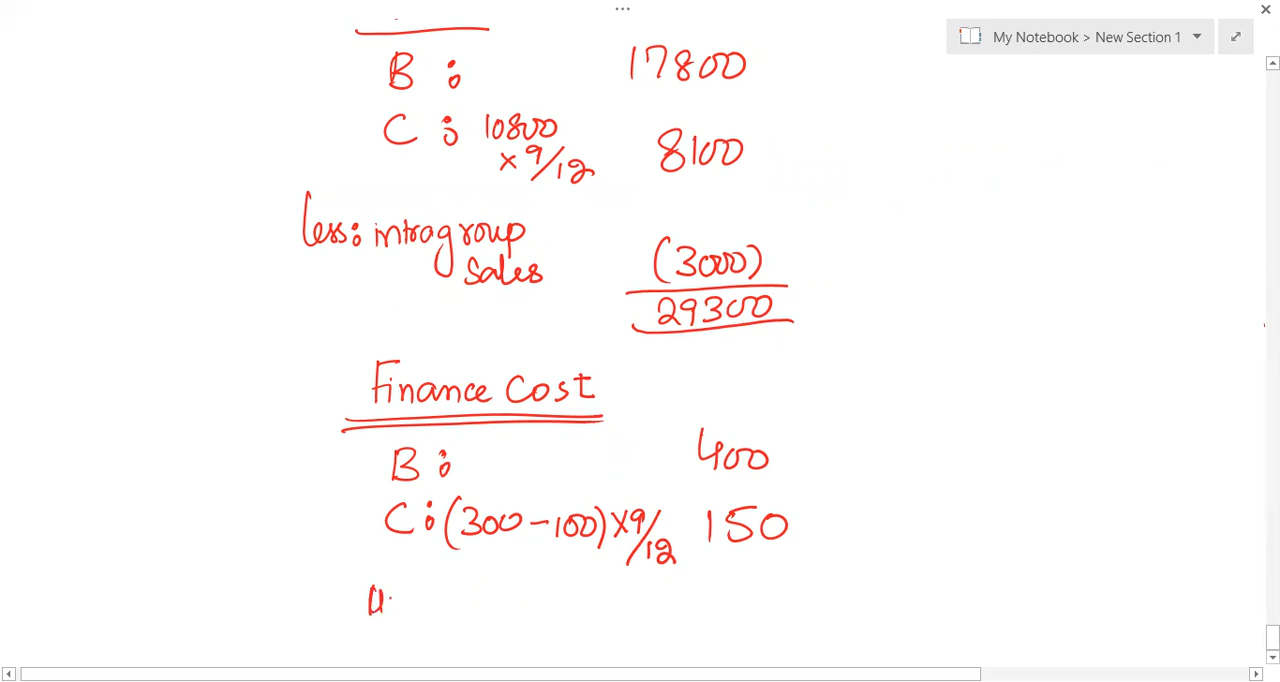 ...
My Notebook > New Section 1
B : 17800
C : 10800 8100
× 9/12
less: intragroup
sales (3000)
29300
Finance Cost
B : 400
C : (300 - 100) × 9/12 150